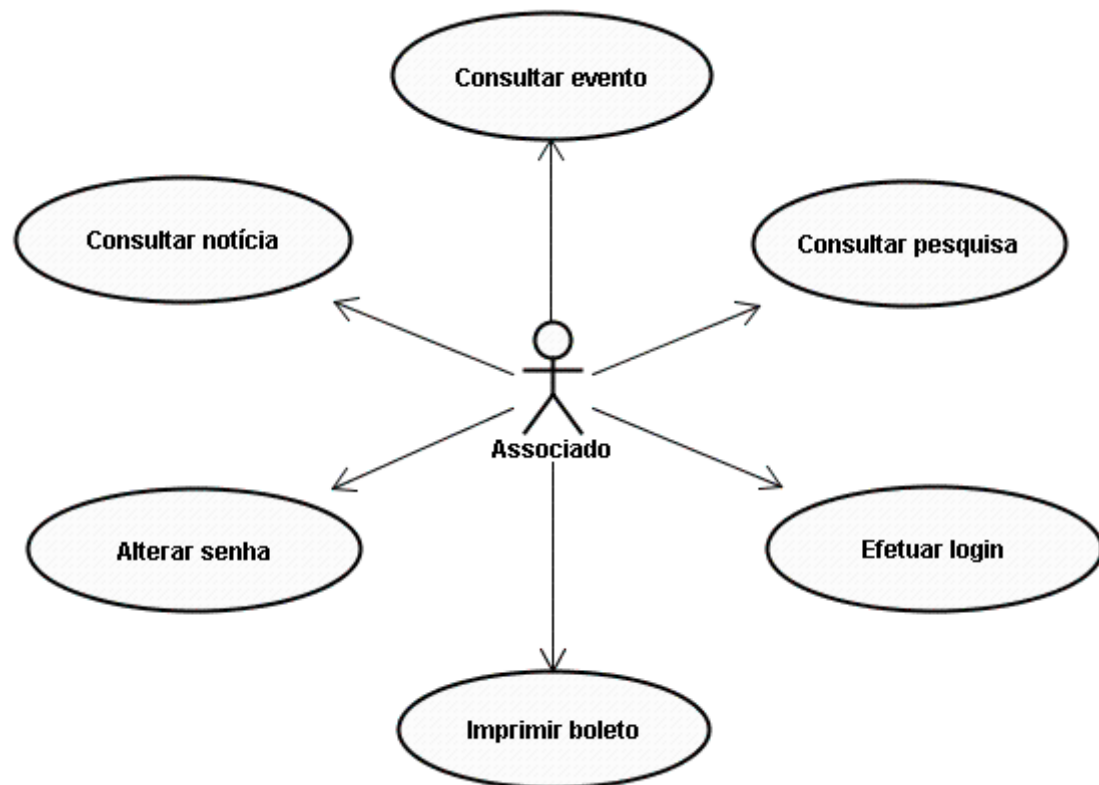 Consultar evento
Consultar notícia
Consultar pesquisa
Associado
Alterar senha
Efetuar login
Imprimir boleto